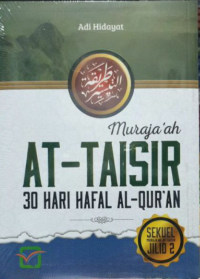 Adi Hidayat
Muraja'ah
AT-TAISIR
30 HARI HAFAL AL-QUR'AN
SEKUEL
JILID 2